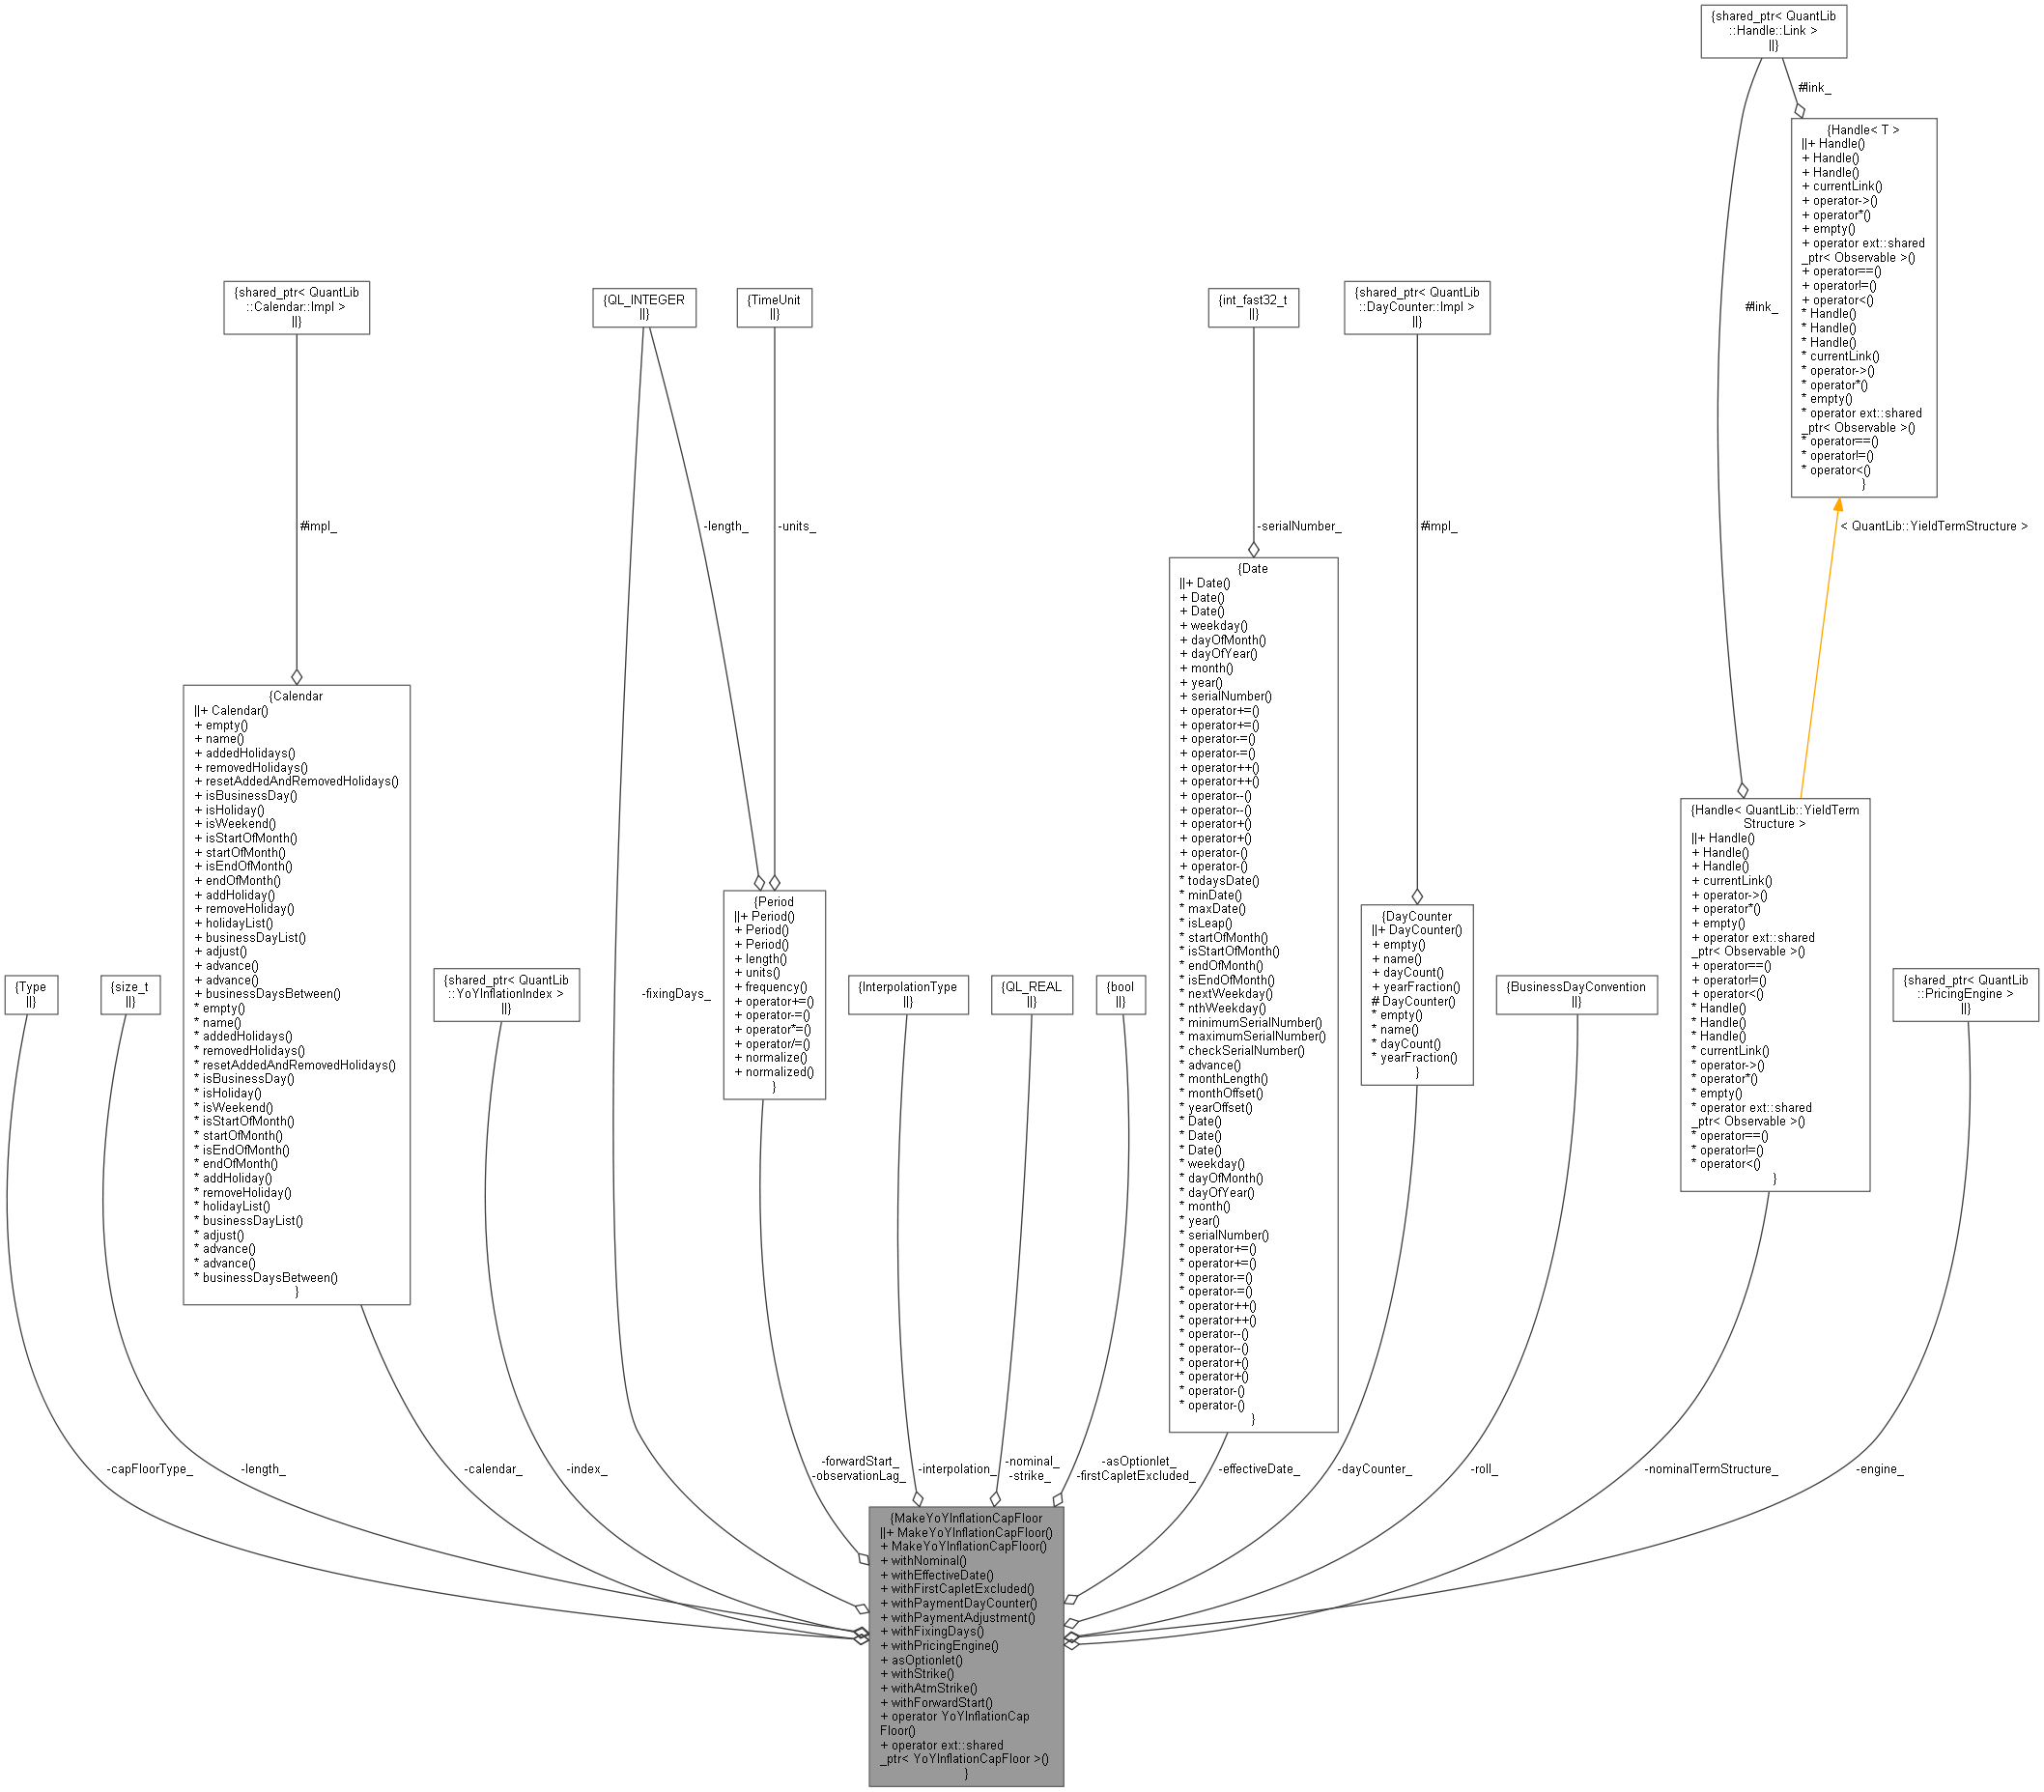 {shared_ptr< QuantLib
::Handle::Link >
||}
#link_
#link_
{Handle< T >
||+ Handle()
+ Handle()
+ Handle()
+ currentLink()
+ operator->()
+ operator*()
+ empty()
+ operator ext::shared
_ptr< Observable >()
+ operator==()
+ operator!=()
+ operator<()
* Handle()
* Handle()
* Handle()
* currentLink()
* operator->()
* operator*()
* empty()
* operator ext::shared
_ptr< Observable >()
* operator==()
* operator!=()
* operator<()
}
{shared_ptr< QuantLib
::Calendar::Impl >
||}
{QL_INTEGER
||}
{TimeUnit
||}
{int_fast32_t
||}
{shared_ptr< QuantLib
::DayCounter::Impl >
||}
#impl_
-length_
-units_
-serialNumber_
#impl_
< QuantLib::YieldTermStructure >
{Calendar
||+ Calendar()
+ empty()
+ name()
+ addedHolidays()
+ removedHolidays()
+ resetAddedAndRemovedHolidays()
+ isBusinessDay()
+ isHoliday()
+ isWeekend()
+ isStartOfMonth()
+ startOfMonth()
+ isEndOfMonth()
+ endOfMonth()
+ addHoliday()
+ removeHoliday()
+ holidayList()
+ businessDayList()
+ adjust()
+ advance()
+ advance()
+ businessDaysBetween()
* empty()
* name()
* addedHolidays()
* removedHolidays()
* resetAddedAndRemovedHolidays()
* isBusinessDay()
* isHoliday()
* isWeekend()
* isStartOfMonth()
* startOfMonth()
* isEndOfMonth()
* endOfMonth()
* addHoliday()
* removeHoliday()
* holidayList()
* businessDayList()
* adjust()
* advance()
* advance()
* businessDaysBetween()
}
{Period
||+ Period()
+ Period()
+ Period()
+ length()
+ units()
+ frequency()
+ operator+=()
+ operator-=()
+ operator*=()
+ operator/=()
+ normalize()
+ normalized()
}
{Date
||+ Date()
+ Date()
+ Date()
+ weekday()
+ dayOfMonth()
+ dayOfYear()
+ month()
+ year()
+ serialNumber()
+ operator+=()
+ operator+=()
+ operator-=()
+ operator-=()
+ operator++()
+ operator++()
+ operator--()
+ operator--()
+ operator+()
+ operator+()
+ operator-()
+ operator-()
* todaysDate()
* minDate()
* maxDate()
* isLeap()
* startOfMonth()
* isStartOfMonth()
* endOfMonth()
* isEndOfMonth()
* nextWeekday()
* nthWeekday()
* minimumSerialNumber()
* maximumSerialNumber()
* checkSerialNumber()
* advance()
* monthLength()
* monthOffset()
* yearOffset()
* Date()
* Date()
* Date()
* weekday()
* dayOfMonth()
* dayOfYear()
* month()
* year()
* serialNumber()
* operator+=()
* operator+=()
* operator-=()
* operator-=()
* operator++()
* operator++()
* operator--()
* operator--()
* operator+()
* operator+()
* operator-()
* operator-()
}
{DayCounter
||+ DayCounter()
+ empty()
+ name()
+ dayCount()
+ yearFraction()
# DayCounter()
* empty()
* name()
* dayCount()
* yearFraction()
}
{Handle< QuantLib::YieldTerm
Structure >
||+ Handle()
+ Handle()
+ Handle()
+ currentLink()
+ operator->()
+ operator*()
+ empty()
+ operator ext::shared
_ptr< Observable >()
+ operator==()
+ operator!=()
+ operator<()
* Handle()
* Handle()
* Handle()
* currentLink()
* operator->()
* operator*()
* empty()
* operator ext::shared
_ptr< Observable >()
* operator==()
* operator!=()
* operator<()
}
{Type
||}
{size_t
||}
{shared_ptr< QuantLib
::YoYInflationIndex >
||}
-fixingDays_
{InterpolationType
||}
{QL_REAL
||}
{bool
||}
{BusinessDayConvention
||}
{shared_ptr< QuantLib
::PricingEngine >
||}
-capFloorType_
-length_
-calendar_
-index_
-forwardStart_
-observationLag_
-interpolation_
-nominal_
-strike_
-asOptionlet_
-firstCapletExcluded_
-effectiveDate_
-dayCounter_
-roll_
-nominalTermStructure_
-engine_
{MakeYoYInflationCapFloor
||+ MakeYoYInflationCapFloor()
+ MakeYoYInflationCapFloor()
+ withNominal()
+ withEffectiveDate()
+ withFirstCapletExcluded()
+ withPaymentDayCounter()
+ withPaymentAdjustment()
+ withFixingDays()
+ withPricingEngine()
+ asOptionlet()
+ withStrike()
+ withAtmStrike()
+ withForwardStart()
+ operator YoYInflationCap
Floor()
+ operator ext::shared
_ptr< YoYInflationCapFloor >()
}